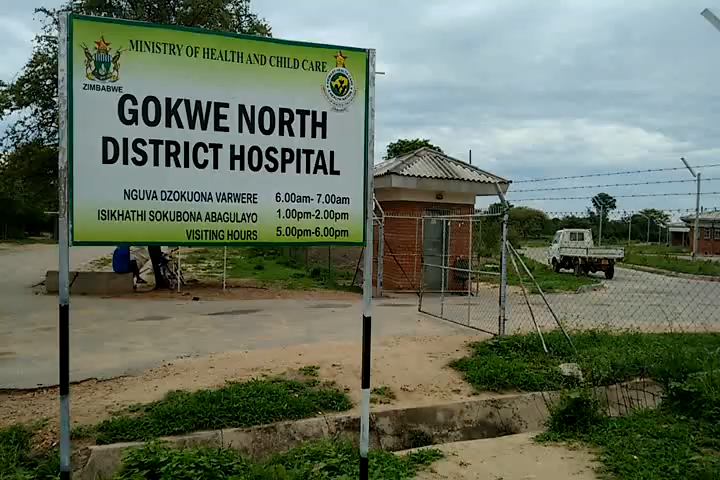 MINISTRY OF HEALTH AND CHILD CARE
ZIMBABWE
GOKWE NORTH
DISTRICT HOSPITAL
NGUVA DZOKUONA VARWERE 6.00am- 7.00am
ISIKHATHI SOKUBONA ABAGULAYO 1.00pm-2.00pm
VISITING HOURS 5.00pm-6.00pm